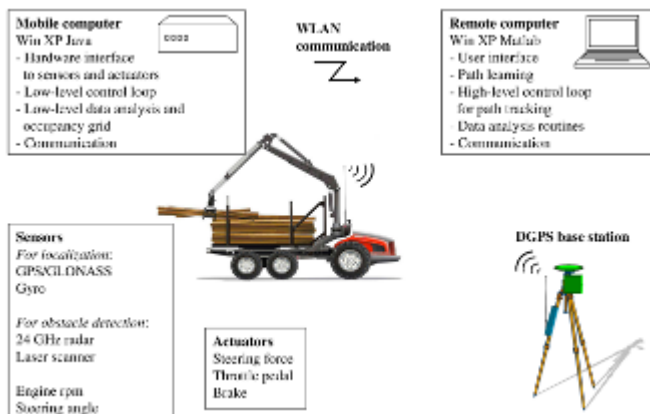 Mobile computer
Win XP Java
- Hardware interface
to sensors and actuators
- Low-level control loop
- Low-level data analysis and
occupancy grid
- Communication
WLAN
communication
Remote computer
Win XP Matlab
- User interface
- Path learning
- High-level control loop
for path tracking
- Data analysis routines
- Communication
Sensors
For localization:
GPS/GLONASS
Gyro
For obstacle detection:
24 GHz radar
Laser scanner
Engine rpm
Steering angle
Actuators
Steering force
Throttle pedal
Brake
DGPS base station